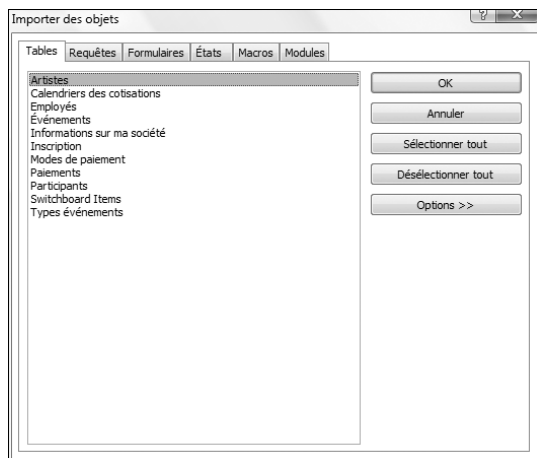 Importer des objets
Tables Requêtes Formulaires États Macros Modules
Artistes
Calendriers des cotisations
Employés
Événements
Informations sur ma société
Inscription
Modes de paiement
Paiements
Participants
Switchboard Items
Types événements
OK
Annuler
Sélectionner tout
Désélectionner tout
Options >>